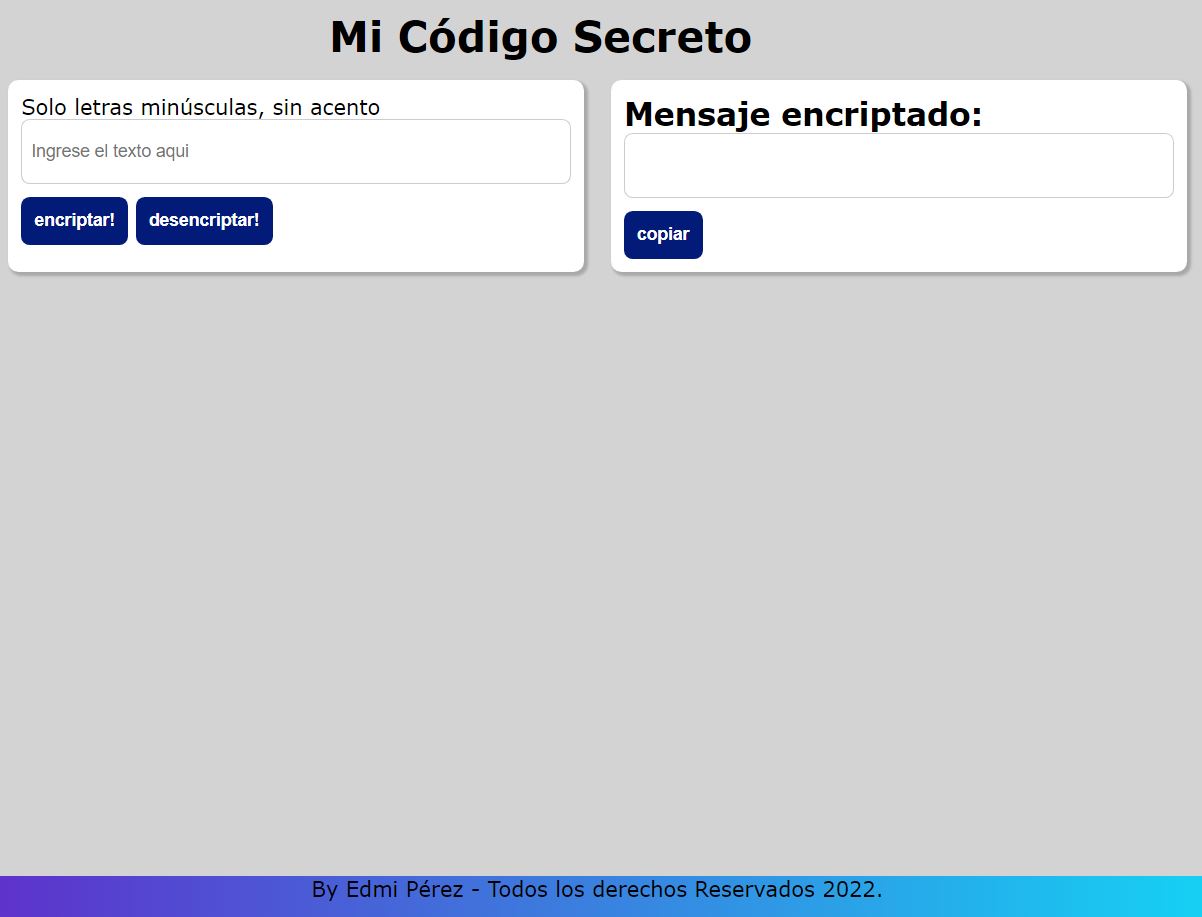 Mi Código Secreto
Solo letras minúsculas, sin acento
Ingrese el texto aqui
encriptar! desencriptar!
Mensaje encriptado:
copiar
By Edmi Pérez - Todos los derechos Reservados 2022.